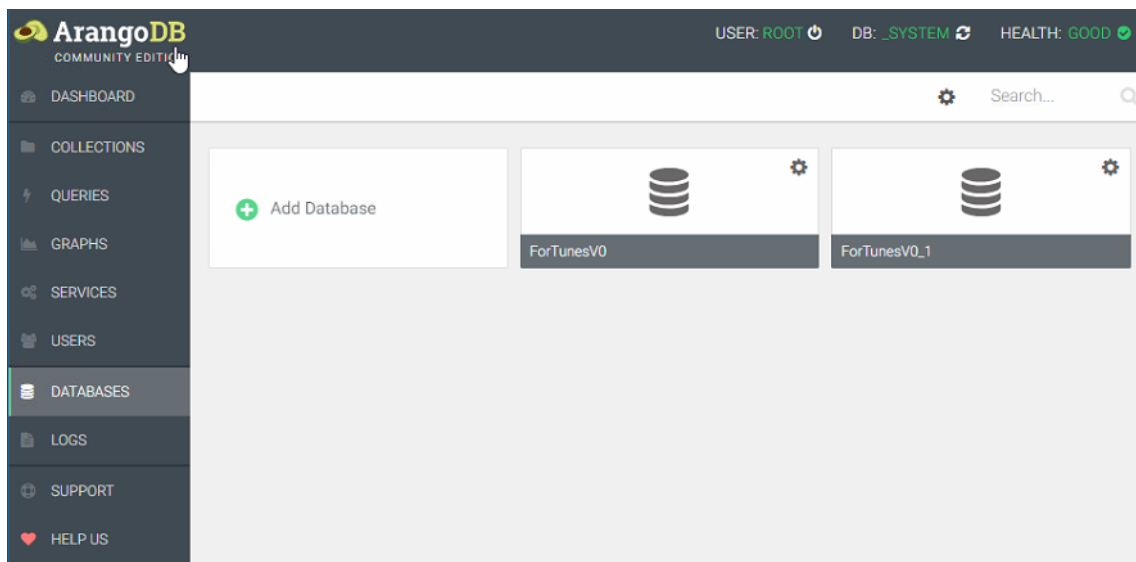 ArangoDB
COMMUNITY EDITION
USER: ROOT DB: _SYSTEM HEALTH: GOOD
DASHBOARD
Search...
COLLECTIONS
QUERIES
GRAPHS
SERVICES
USERS
DATABASES
LOGS
SUPPORT
HELP US
Add Database
ForTunesV0
ForTunesV0_1